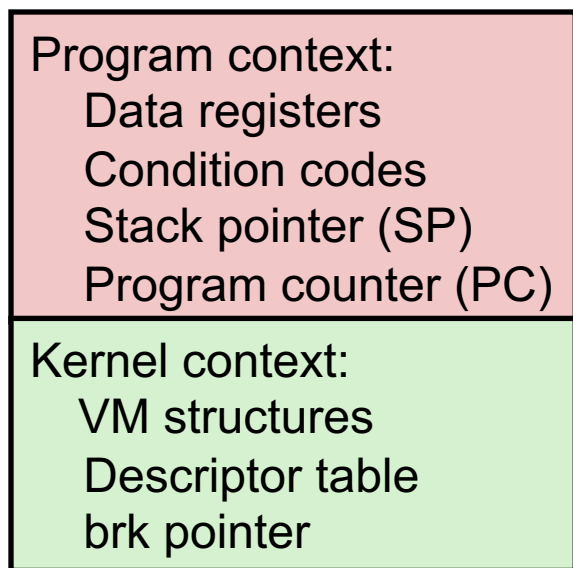 Program context:
Data registers
Condition codes
Stack pointer (SP)
Program counter (PC)
Kernel context:
VM structures
Descriptor table
brk pointer